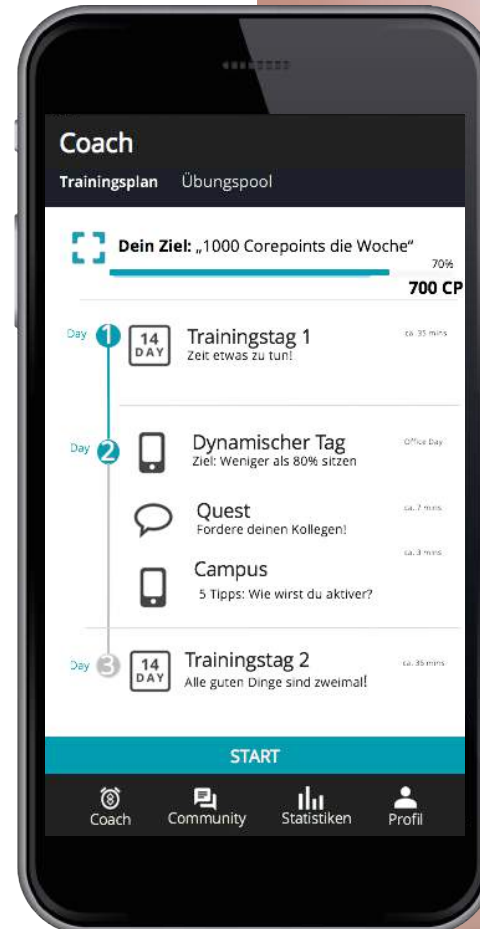 Coach
Trainingsplan Übungspool
Dein Ziel: „1000 Corepoints die Woche“
70%
700 CP
Day 1
14 DAY
Trainingstag 1
ca. 35 mins
Zeit etwas zu tun!
Day 2
Dynamischer Tag
Office Day
Ziel: Weniger als 80% sitzen
Quest
ca. 7 mins
Fordere deinen Kollegen!
Campus
ca. 3 mins
5 Tipps: Wie wirst du aktiver?
Day 3
14 DAY
Trainingstag 2
ca. 35 mins
Alle guten Dinge sind zweimal!
START
Coach Community Statistiken Profil